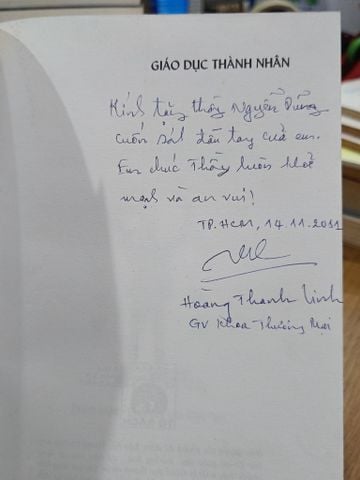 GIÁO DỤC THÀNH NHÂN
Kính tặng thầy Nguyễn Dũng
cuốn sách đầu tay của em.
Em chúc Thầy luôn khỏe
mạnh và an vui!
TP.HCM, 14.11.2011
Hoàng Thanh Linh
GV Khoa Thương Mại